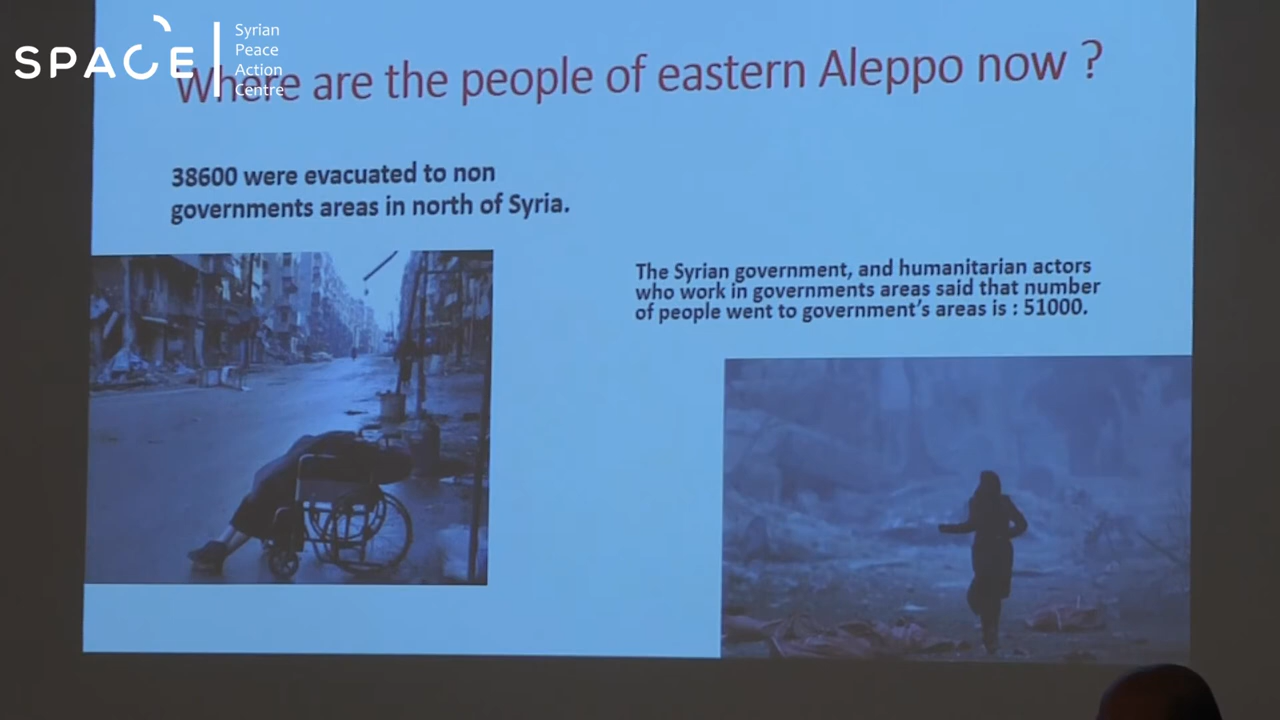 SPACE
Syrian
Peace
Action
Centre
Where are the people of eastern Aleppo now ?
38600 were evacuated to non
governments areas in north of Syria.
The Syrian government, and humanitarian actors
who work in governments areas said that number
of people went to government's areas is : 51000.